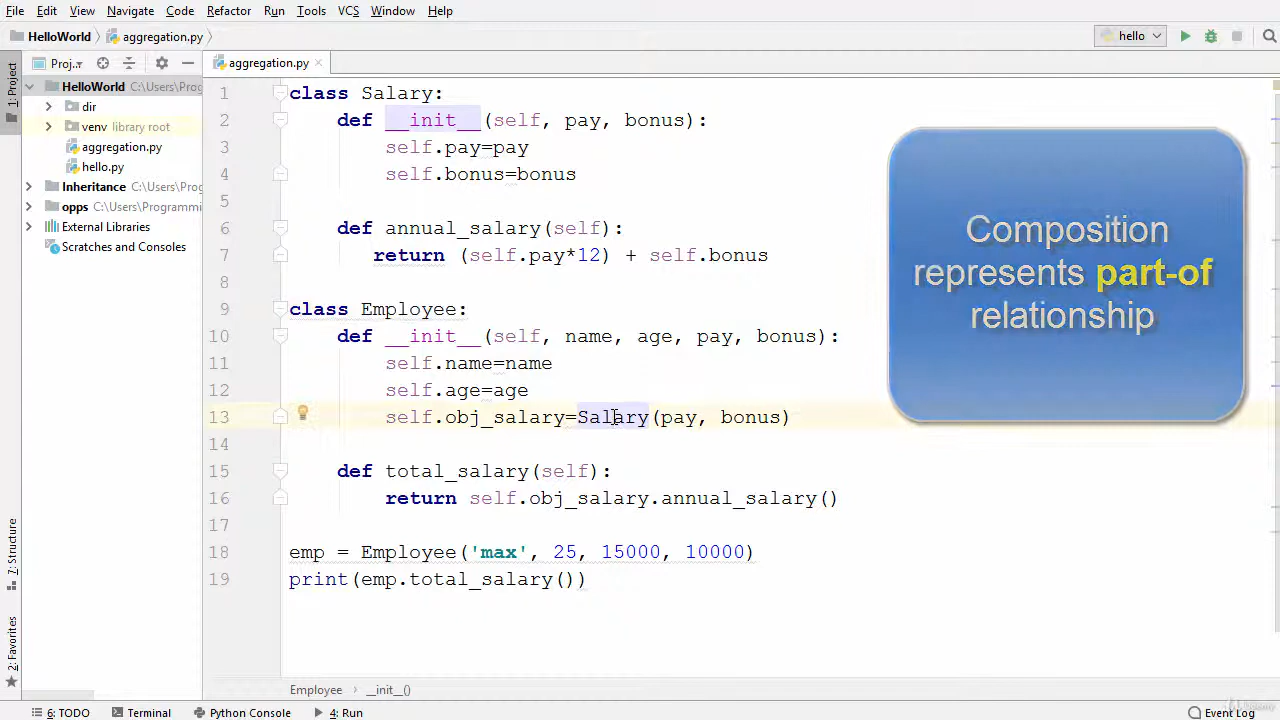 File Edit View Navigate Code Refactor Run Tools VCS Window Help
HelloWorld aggregation.py hello
1: Project Proj.. aggregation.py
HelloWorld C:\Users\Prog
dir
venv library root
aggregation.py
hello.py
Inheritance C:\Users\Prog
opps C:\Users\Programmi
External Libraries
Scratches and Consoles
1 class Salary:
2 def __init__(self, pay, bonus):
3 self.pay=pay
4 self.bonus=bonus
5
6 def annual_salary(self):
7 return (self.pay*12) + self.bonus
8
9 class Employee:
10 def __init__(self, name, age, pay, bonus):
11 self.name=name
12 self.age=age
13 self.obj_salary=Salary(pay, bonus)
14
15 def total_salary(self):
16 return self.obj_salary.annual_salary()
17
18 emp = Employee('max', 25, 15000, 10000)
19 print(emp.total_salary())
Composition
represents part-of
relationship
7: Structure
2: Favorites
Employee __init__()
6: TODO Terminal Python Console 4: Run Event Log
Udemy